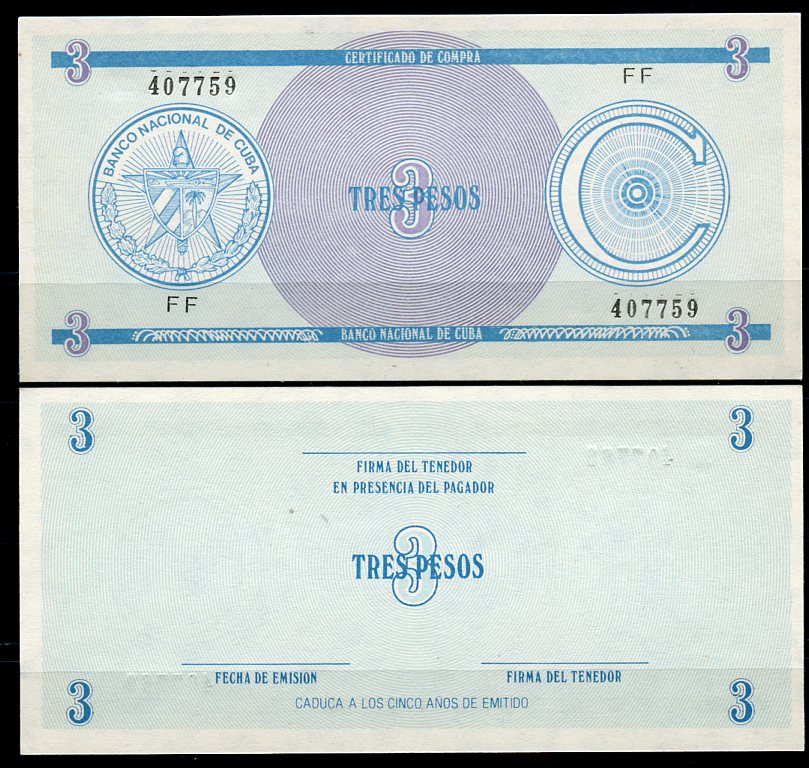 3 CERTIFICADO DE COMPRA 3
407759 FF
BANCO NACIONAL DE CUBA
C
3
TRES PESOS
FF 407759
3 BANCO NACIONAL DE CUBA 3
3 3
FIRMA DEL TENEDOR
EN PRESENCIA DEL PAGADOR
3
TRES PESOS
FECHA DE EMISION FIRMA DEL TENEDOR
CADUCA A LOS CINCO AÑOS DE EMITIDO
3 3